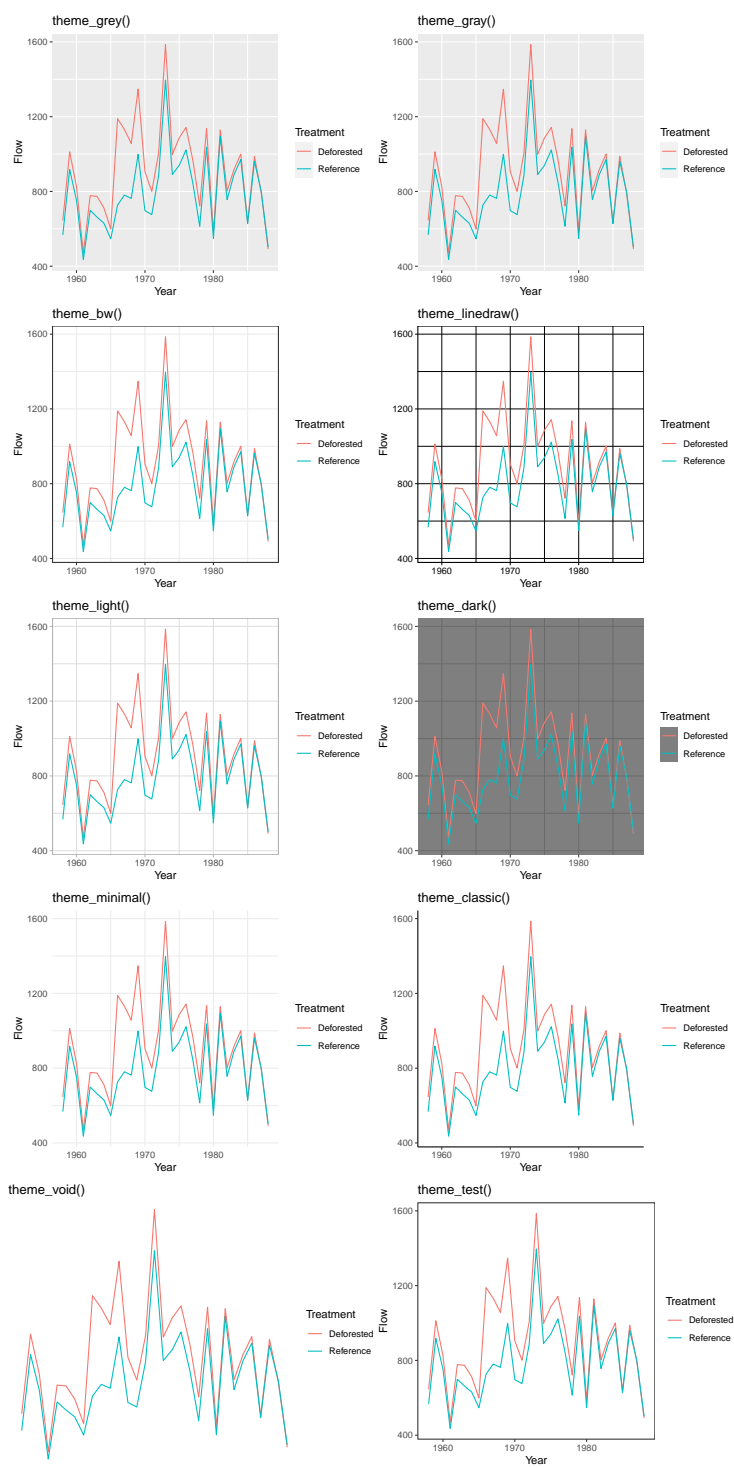 theme_grey()
1600
1200
800
400
Flow
1960
1970
1980
Year
Treatment
Deforested
Reference
theme_gray()
1600
1200
800
400
Flow
1960
1970
1980
Year
Treatment
Deforested
Reference
theme_bw()
1600
1200
800
400
Flow
1960
1970
1980
Year
Treatment
Deforested
Reference
theme_linedraw()
1600
1200
800
400
Flow
1960
1970
1980
Year
Treatment
Deforested
Reference
theme_light()
1600
1200
800
400
Flow
1960
1970
1980
Year
Treatment
Deforested
Reference
theme_dark()
1600
1200
800
400
Flow
1960
1970
1980
Year
Treatment
Deforested
Reference
theme_minimal()
1600
1200
800
400
Flow
1960
1970
1980
Year
Treatment
Deforested
Reference
theme_classic()
1600
1200
800
400
Flow
1960
1970
1980
Year
Treatment
Deforested
Reference
theme_void()
Treatment
Deforested
Reference
theme_test()
1600
1200
800
400
Flow
1960
1970
1980
Year
Treatment
Deforested
Reference